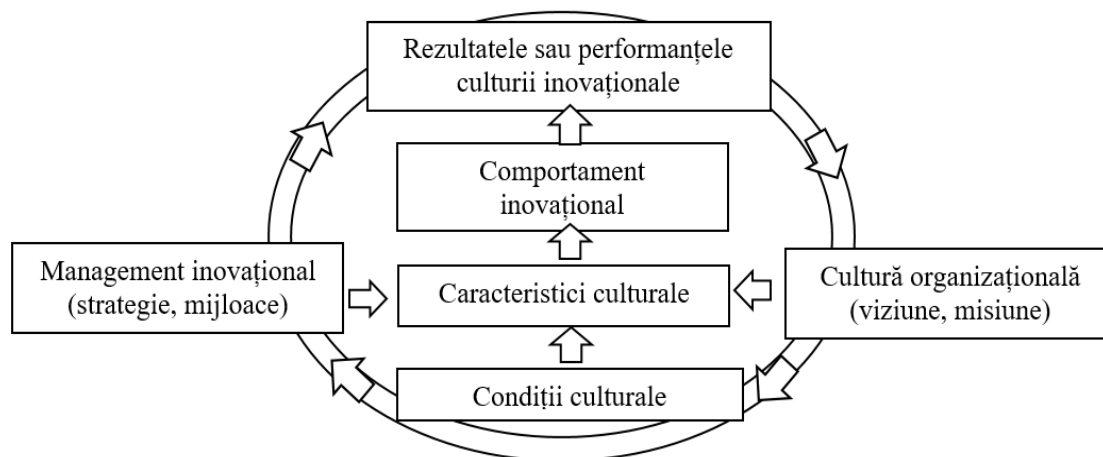 Rezultatele sau performanțele
culturii inovaționale
Comportament
inovațional
Management inovațional
(strategie, mijloace)
Caracteristici culturale
Cultură organizațională
(viziune, misiune)
Condiții culturale